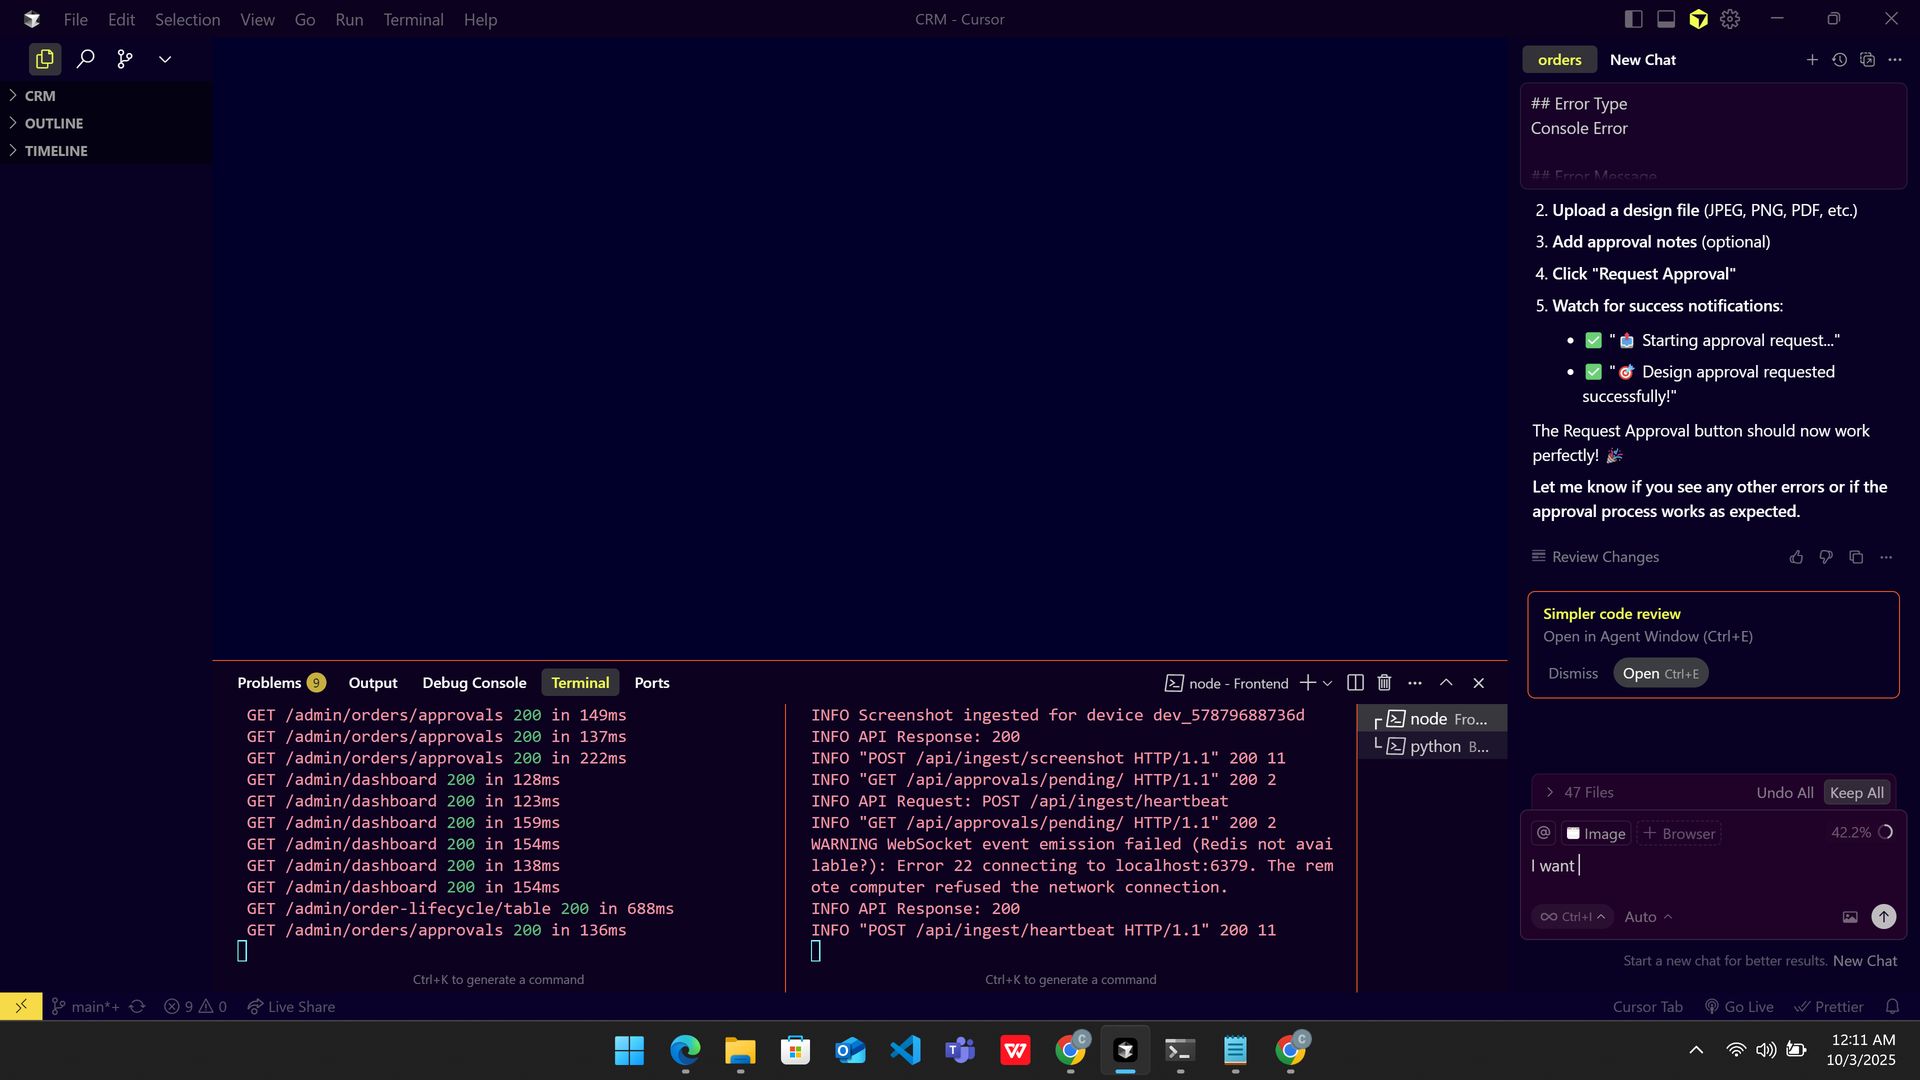 File Edit Selection View Go Run Terminal Help
CRM - Cursor
CRM
OUTLINE
TIMELINE
orders New Chat
## Error Type
Console Error
## Error Message
2. Upload a design file (JPEG, PNG, PDF, etc.)
3. Add approval notes (optional)
4. Click "Request Approval"
5. Watch for success notifications:
• ✅ "📤 Starting approval request..."
• ✅ "🎯 Design approval requested
successfully!"
The Request Approval button should now work
perfectly! 🎉
Let me know if you see any other errors or if the
approval process works as expected.
Review Changes
Simpler code review
Open in Agent Window (Ctrl+E)
Dismiss Open Ctrl+E
47 Files Undo All Keep All
@ Image + Browser 42.2%
I want
∞ Ctrl+I Auto
Start a new chat for better results. New Chat
Problems 9 Output Debug Console Terminal Ports
node - Frontend
GET /admin/orders/approvals 200 in 149ms
GET /admin/orders/approvals 200 in 137ms
GET /admin/orders/approvals 200 in 222ms
GET /admin/dashboard 200 in 128ms
GET /admin/dashboard 200 in 123ms
GET /admin/dashboard 200 in 159ms
GET /admin/dashboard 200 in 154ms
GET /admin/dashboard 200 in 138ms
GET /admin/dashboard 200 in 154ms
GET /admin/order-lifecycle/table 200 in 688ms
GET /admin/orders/approvals 200 in 136ms
Ctrl+K to generate a command
INFO Screenshot ingested for device dev_57879688736d
INFO API Response: 200
INFO "POST /api/ingest/screenshot HTTP/1.1" 200 11
INFO "GET /api/approvals/pending/ HTTP/1.1" 200 2
INFO API Request: POST /api/ingest/heartbeat
INFO "GET /api/approvals/pending/ HTTP/1.1" 200 2
WARNING WebSocket event emission failed (Redis not avai
lable?): Error 22 connecting to localhost:6379. The rem
ote computer refused the network connection.
INFO API Response: 200
INFO "POST /api/ingest/heartbeat HTTP/1.1" 200 11
Ctrl+K to generate a command
node Fro...
python B...
main*+ 9 0 Live Share
Cursor Tab Go Live Prettier
12:11 AM
10/3/2025